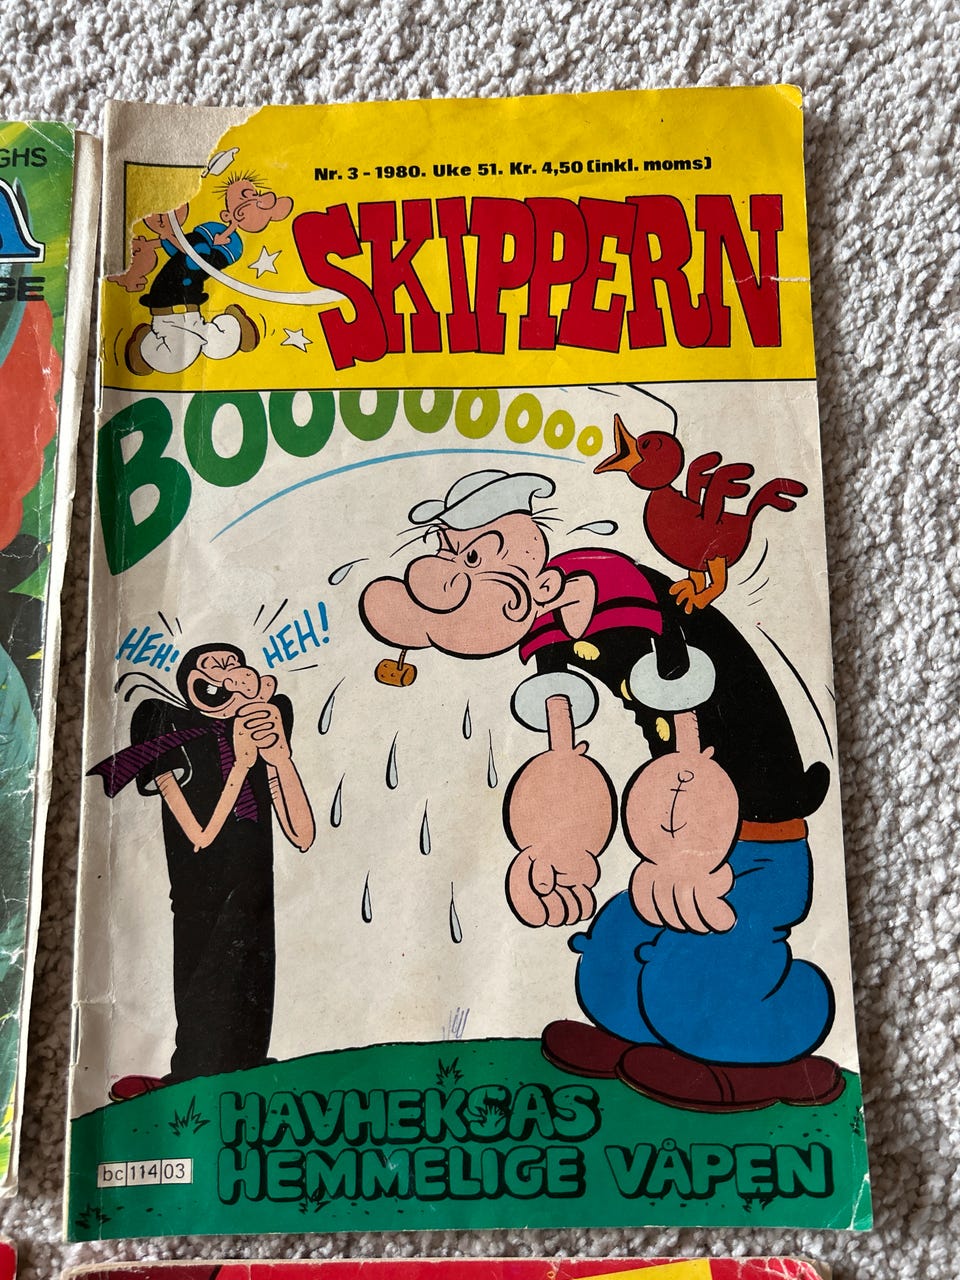 GHS
GE
Nr. 3 - 1980. Uke 51. Kr. 4,50 (inkl. moms)
SKIPPERN
BOOOOOOOO
HEH!
HEH!
HAVHEKSAS
HEMMELIGE VÅPEN
bc 114 03